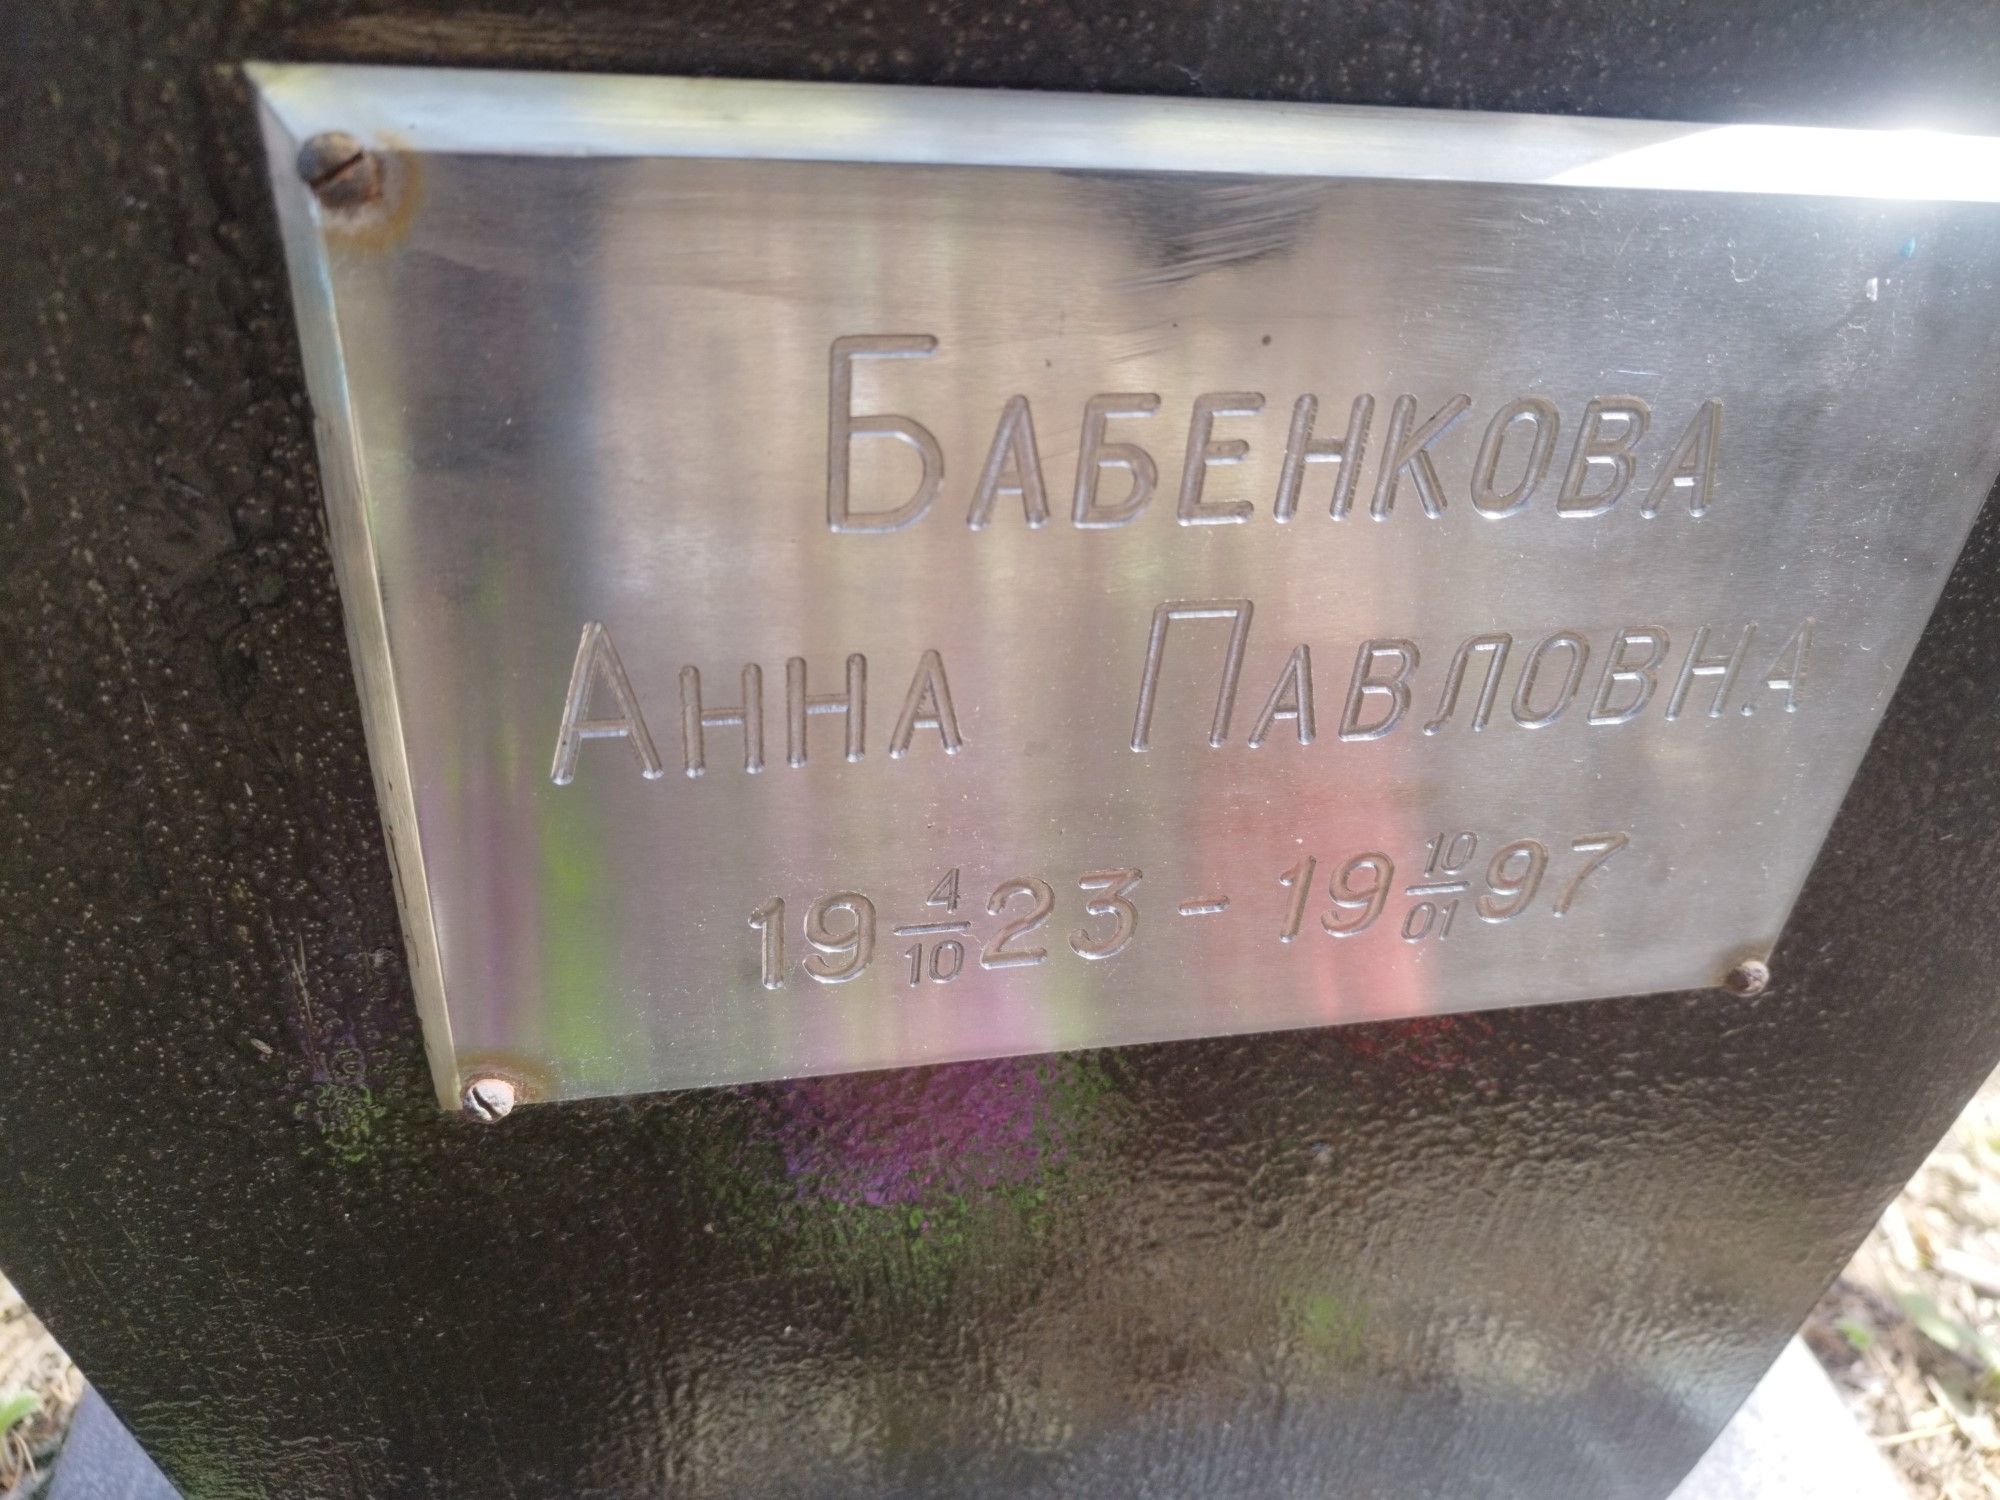 Бабенкова
Анна Павловна
19 4/10 23 - 19 10/01 97